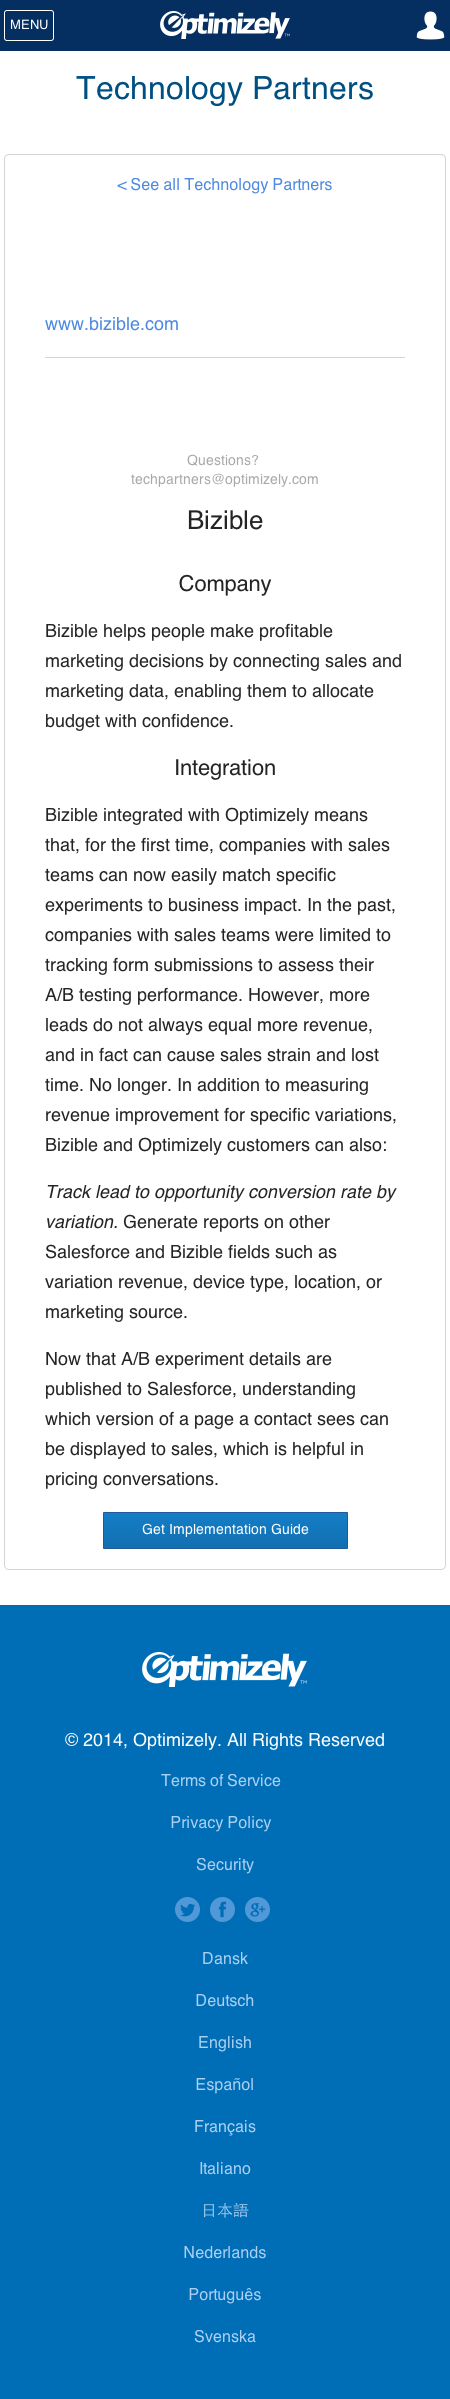 MENU
Optimizely
Technology Partners
< See all Technology Partners
www.bizible.com
Questions?
techpartners@optimizely.com
Bizible
Company
Bizible helps people make profitable
marketing decisions by connecting sales and
marketing data, enabling them to allocate
budget with confidence.
Integration
Bizible integrated with Optimizely means
that, for the first time, companies with sales
teams can now easily match specific
experiments to business impact. In the past,
companies with sales teams were limited to
tracking form submissions to assess their
A/B testing performance. However, more
leads do not always equal more revenue,
and in fact can cause sales strain and lost
time. No longer. In addition to measuring
revenue improvement for specific variations,
Bizible and Optimizely customers can also:
Track lead to opportunity conversion rate by
variation. Generate reports on other
Salesforce and Bizible fields such as
variation revenue, device type, location, or
marketing source.
Now that A/B experiment details are
published to Salesforce, understanding
which version of a page a contact sees can
be displayed to sales, which is helpful in
pricing conversations.
Get Implementation Guide
Optimizely
© 2014, Optimizely. All Rights Reserved
Terms of Service
Privacy Policy
Security
Dansk
Deutsch
English
Español
Français
Italiano
日本語
Nederlands
Português
Svenska